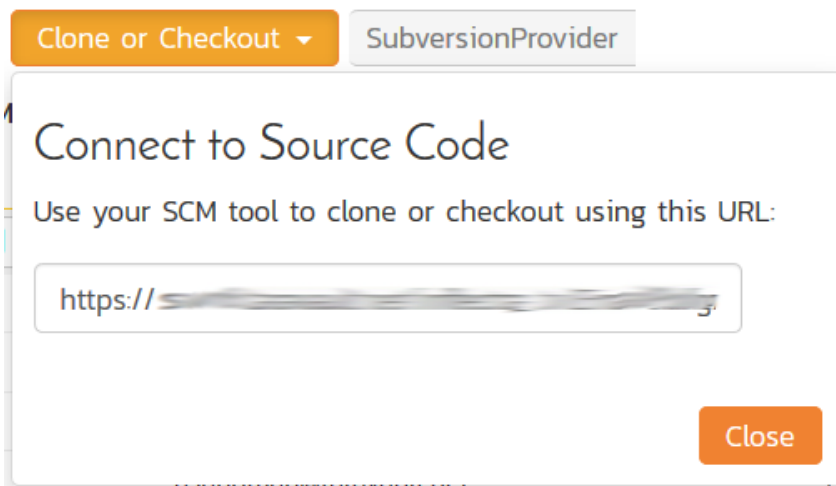 Clone or Checkout
SubversionProvider
Connect to Source Code
Use your SCM tool to clone or checkout using this URL:
https://
Close